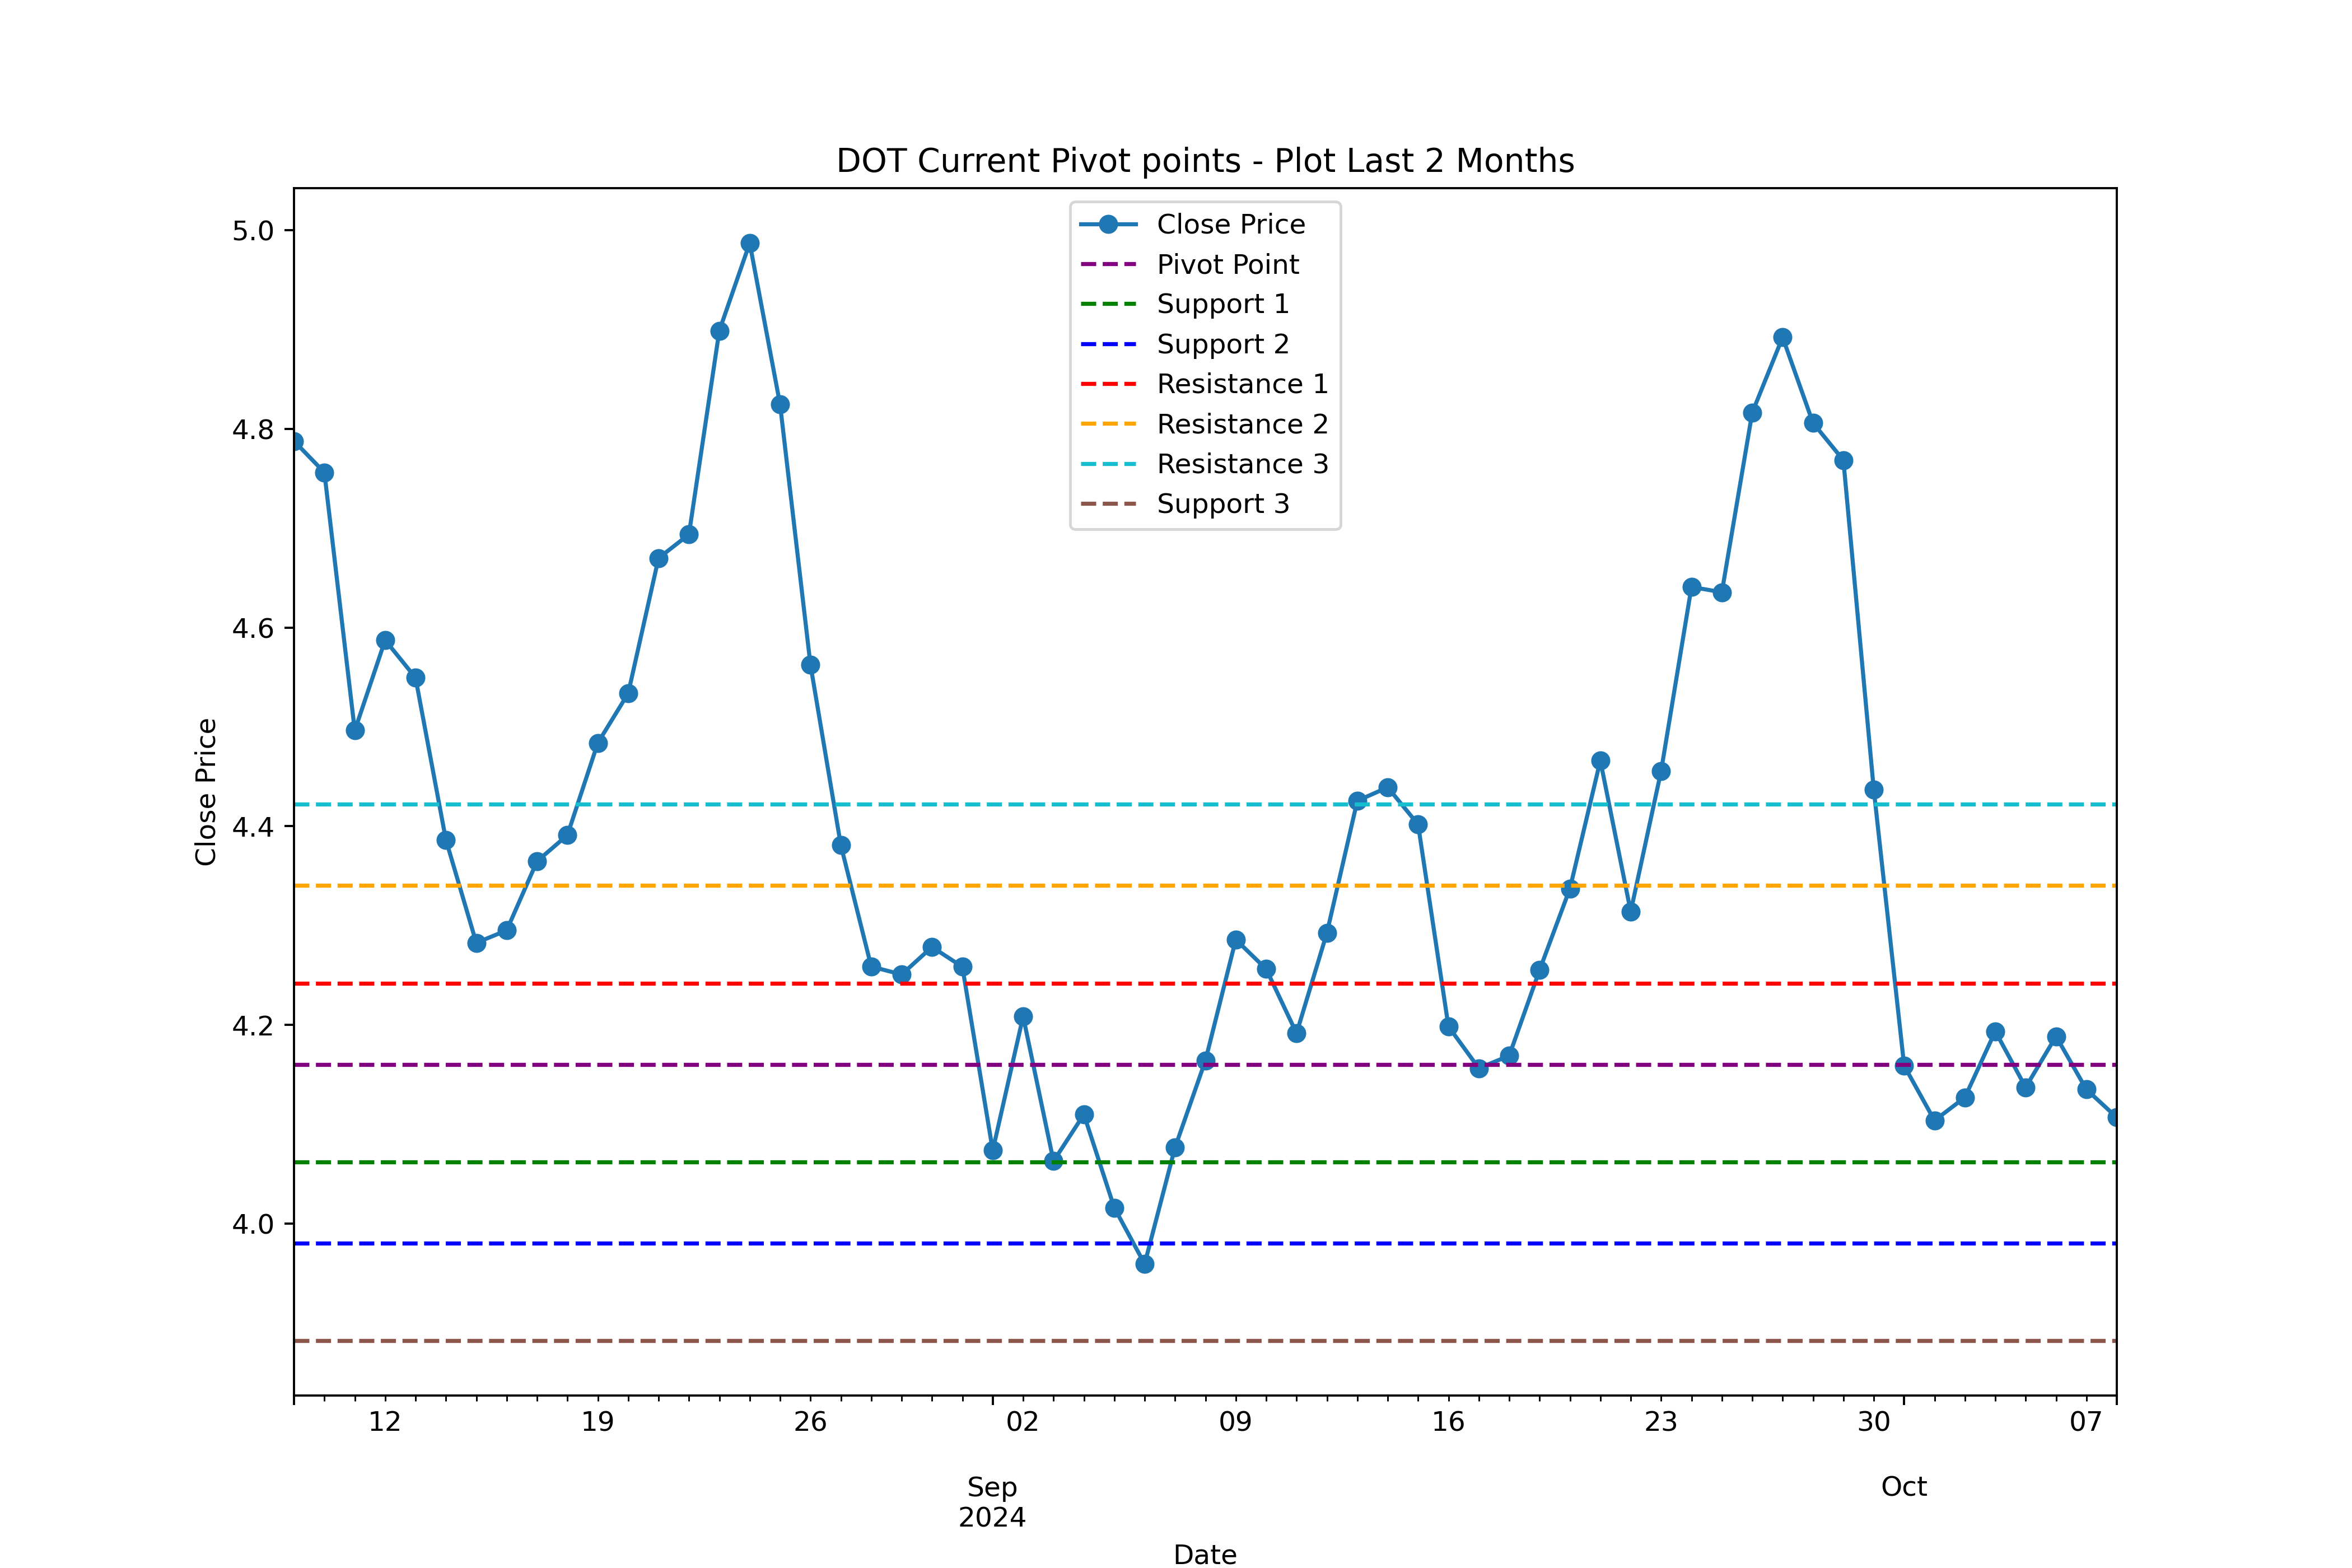 DOT Current Pivot points - Plot Last 2 Months
Close Price
Pivot Point
Support 1
Support 2
Resistance 1
Resistance 2
Resistance 3
Support 3
5.0
4.8
4.6
4.4
4.2
4.0
Close Price
12 19 26 02 09 16 23 30 07
Sep Oct
2024
Date